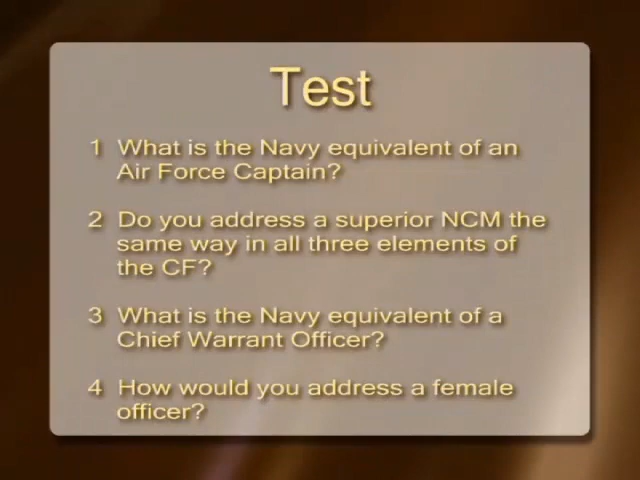 Test
1 What is the Navy equivalent of an
Air Force Captain?
2 Do you address a superior NCM the
same way in all three elements of
the CF?
3 What is the Navy equivalent of a
Chief Warrant Officer?
4 How would you address a female
officer?